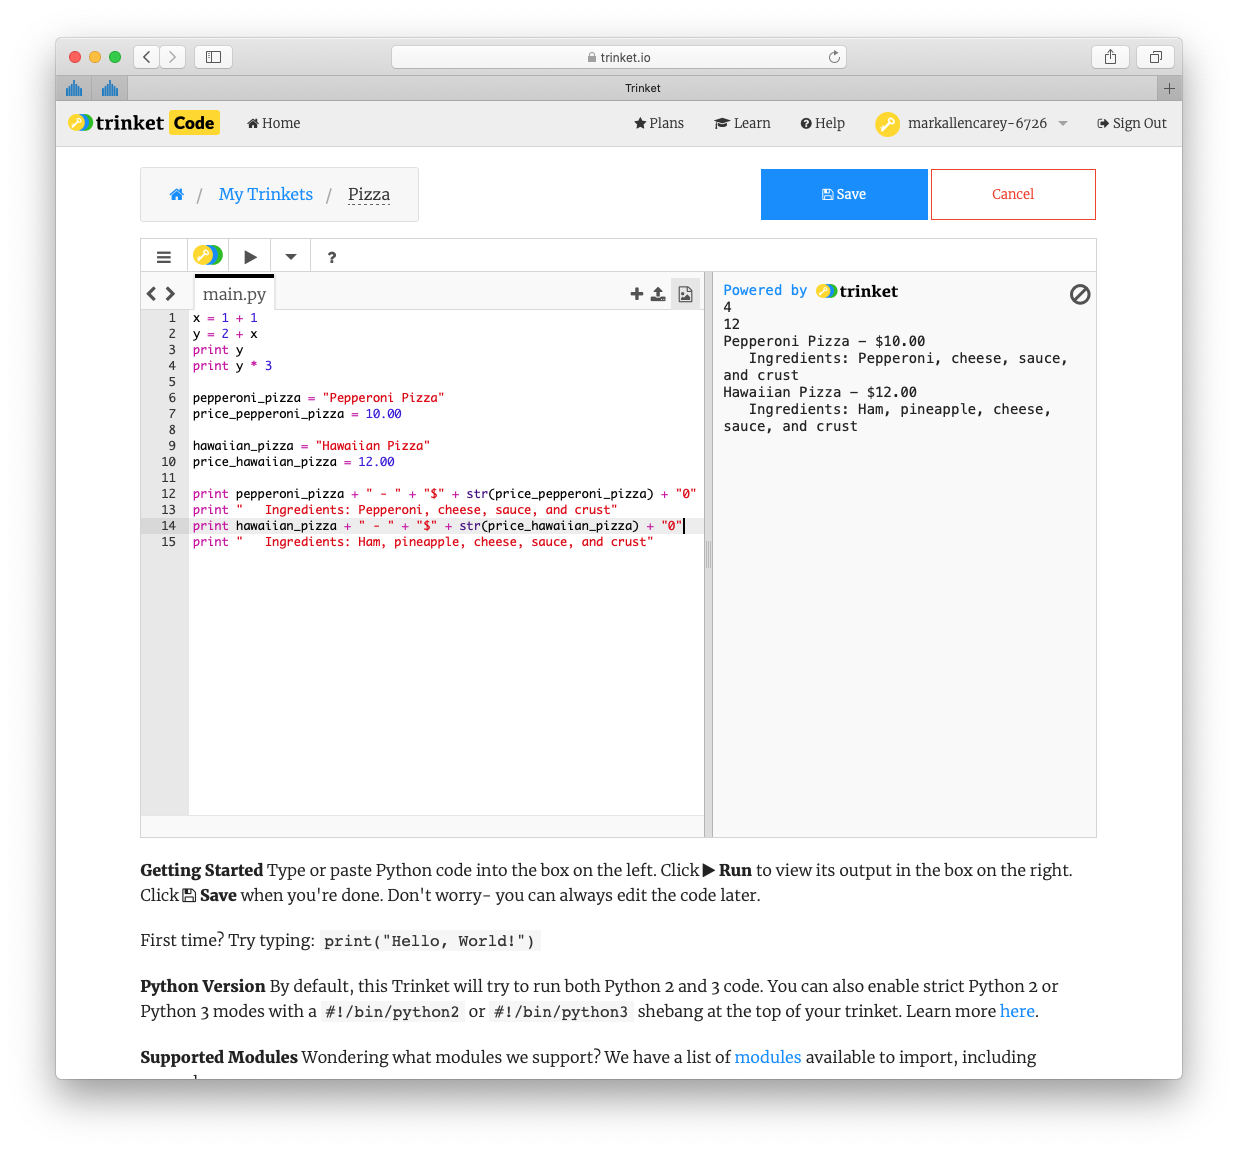 trinket.io
Trinket
trinket Code Home Plans Learn Help markallencarey-6726 Sign Out
/ My Trinkets / Pizza
Save Cancel
?
main.py
1 x = 1 + 1
2 y = 2 + x
3 print y
4 print y * 3
5
6 pepperoni_pizza = "Pepperoni Pizza"
7 price_pepperoni_pizza = 10.00
8
9 hawaiian_pizza = "Hawaiian Pizza"
10 price_hawaiian_pizza = 12.00
11
12 print pepperoni_pizza + " - " + "$" + str(price_pepperoni_pizza) + "0"
13 print "   Ingredients: Pepperoni, cheese, sauce, and crust"
14 print hawaiian_pizza + " - " + "$" + str(price_hawaiian_pizza) + "0"
15 print "   Ingredients: Ham, pineapple, cheese, sauce, and crust"
Powered by trinket
4
12
Pepperoni Pizza - $10.00
   Ingredients: Pepperoni, cheese, sauce,
and crust
Hawaiian Pizza - $12.00
   Ingredients: Ham, pineapple, cheese,
sauce, and crust
Getting Started Type or paste Python code into the box on the left. Click Run to view its output in the box on the right.
Click Save when you're done. Don't worry- you can always edit the code later.
First time? Try typing: print("Hello, World!")
Python Version By default, this Trinket will try to run both Python 2 and 3 code. You can also enable strict Python 2 or
Python 3 modes with a #!/bin/python2 or #!/bin/python3 shebang at the top of your trinket. Learn more here.
Supported Modules Wondering what modules we support? We have a list of modules available to import, including